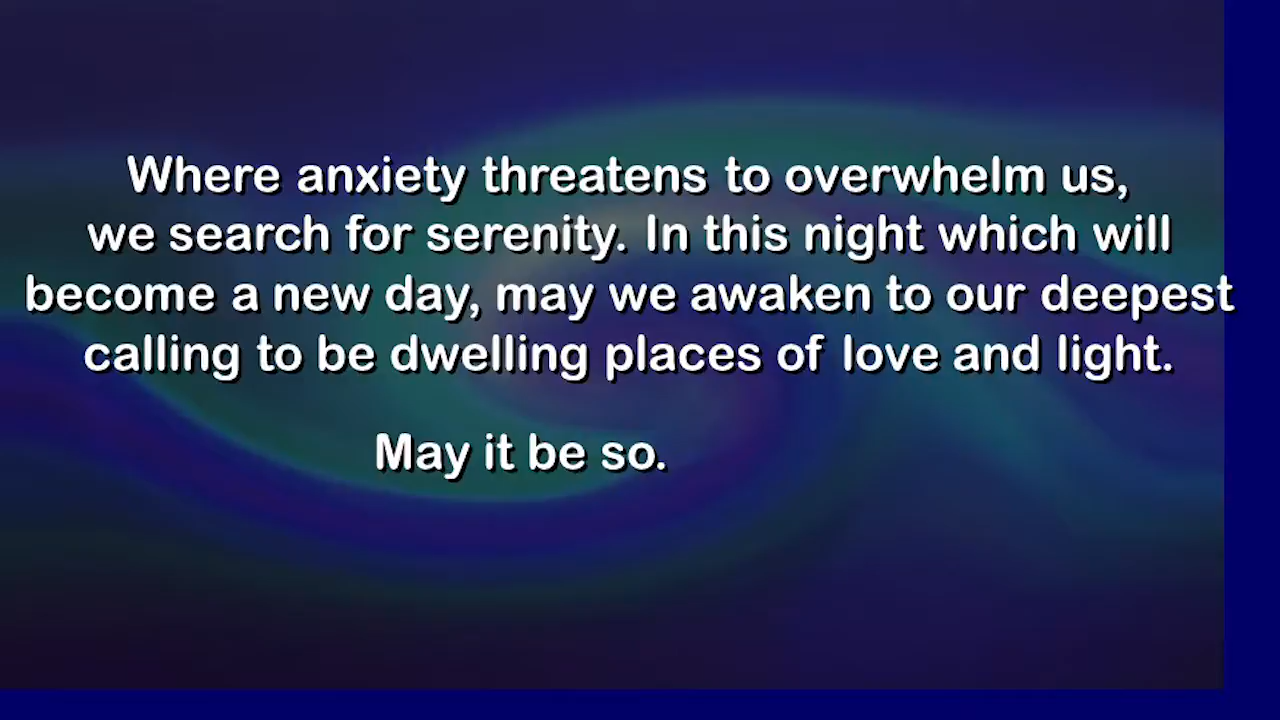 Where anxiety threatens to overwhelm us,
we search for serenity. In this night which will
become a new day, may we awaken to our deepest
calling to be dwelling places of love and light.
May it be so.